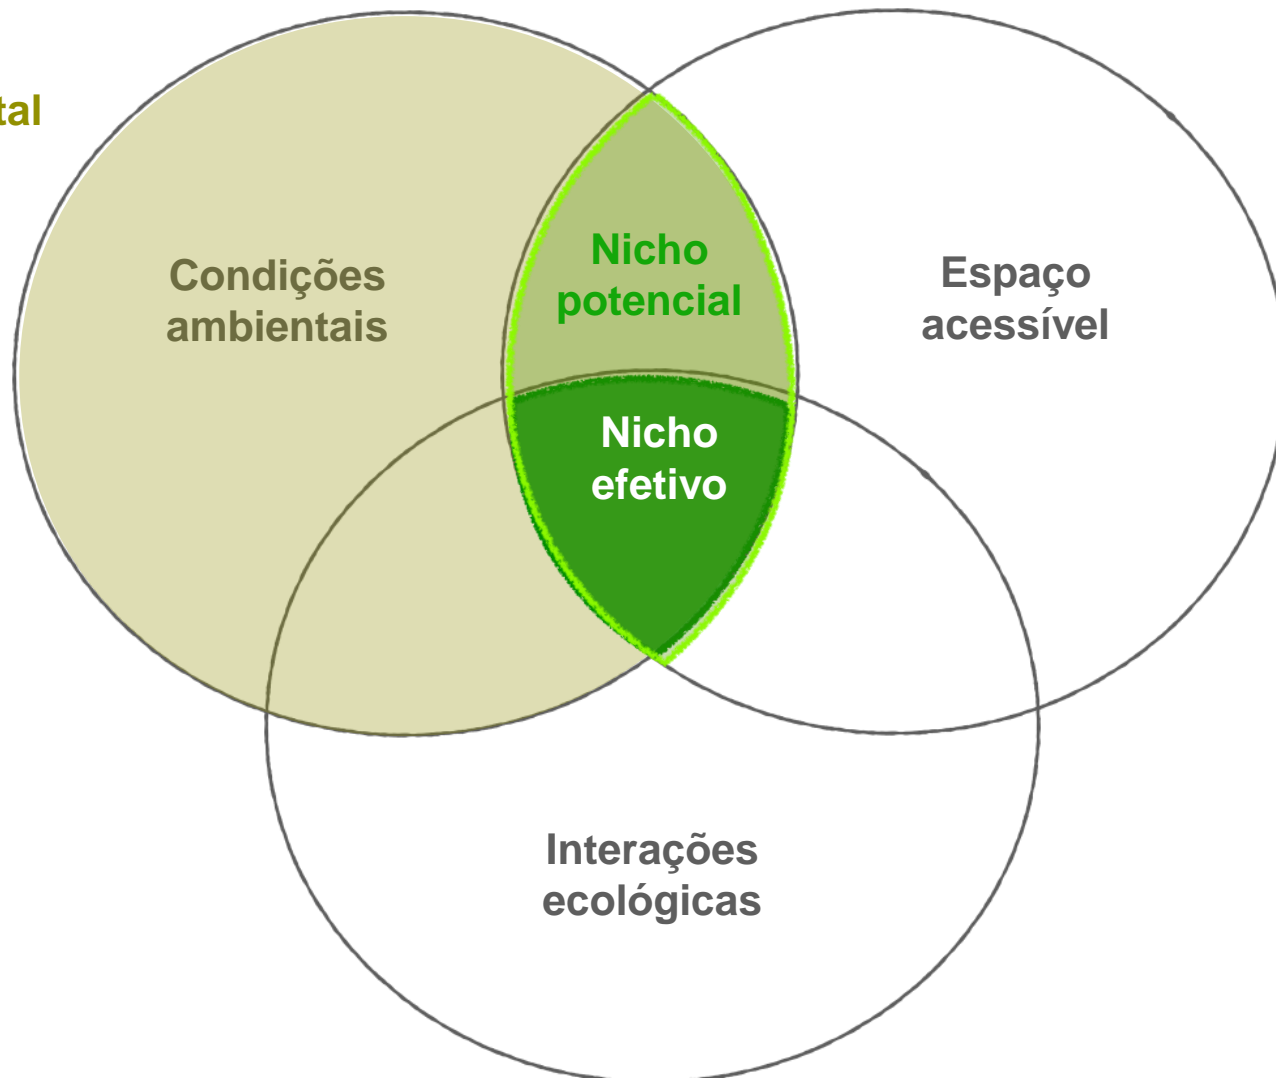 tal
Condições
ambientais
Nicho
potencial
Espaço
acessível
Nicho
efetivo
Interações
ecológicas